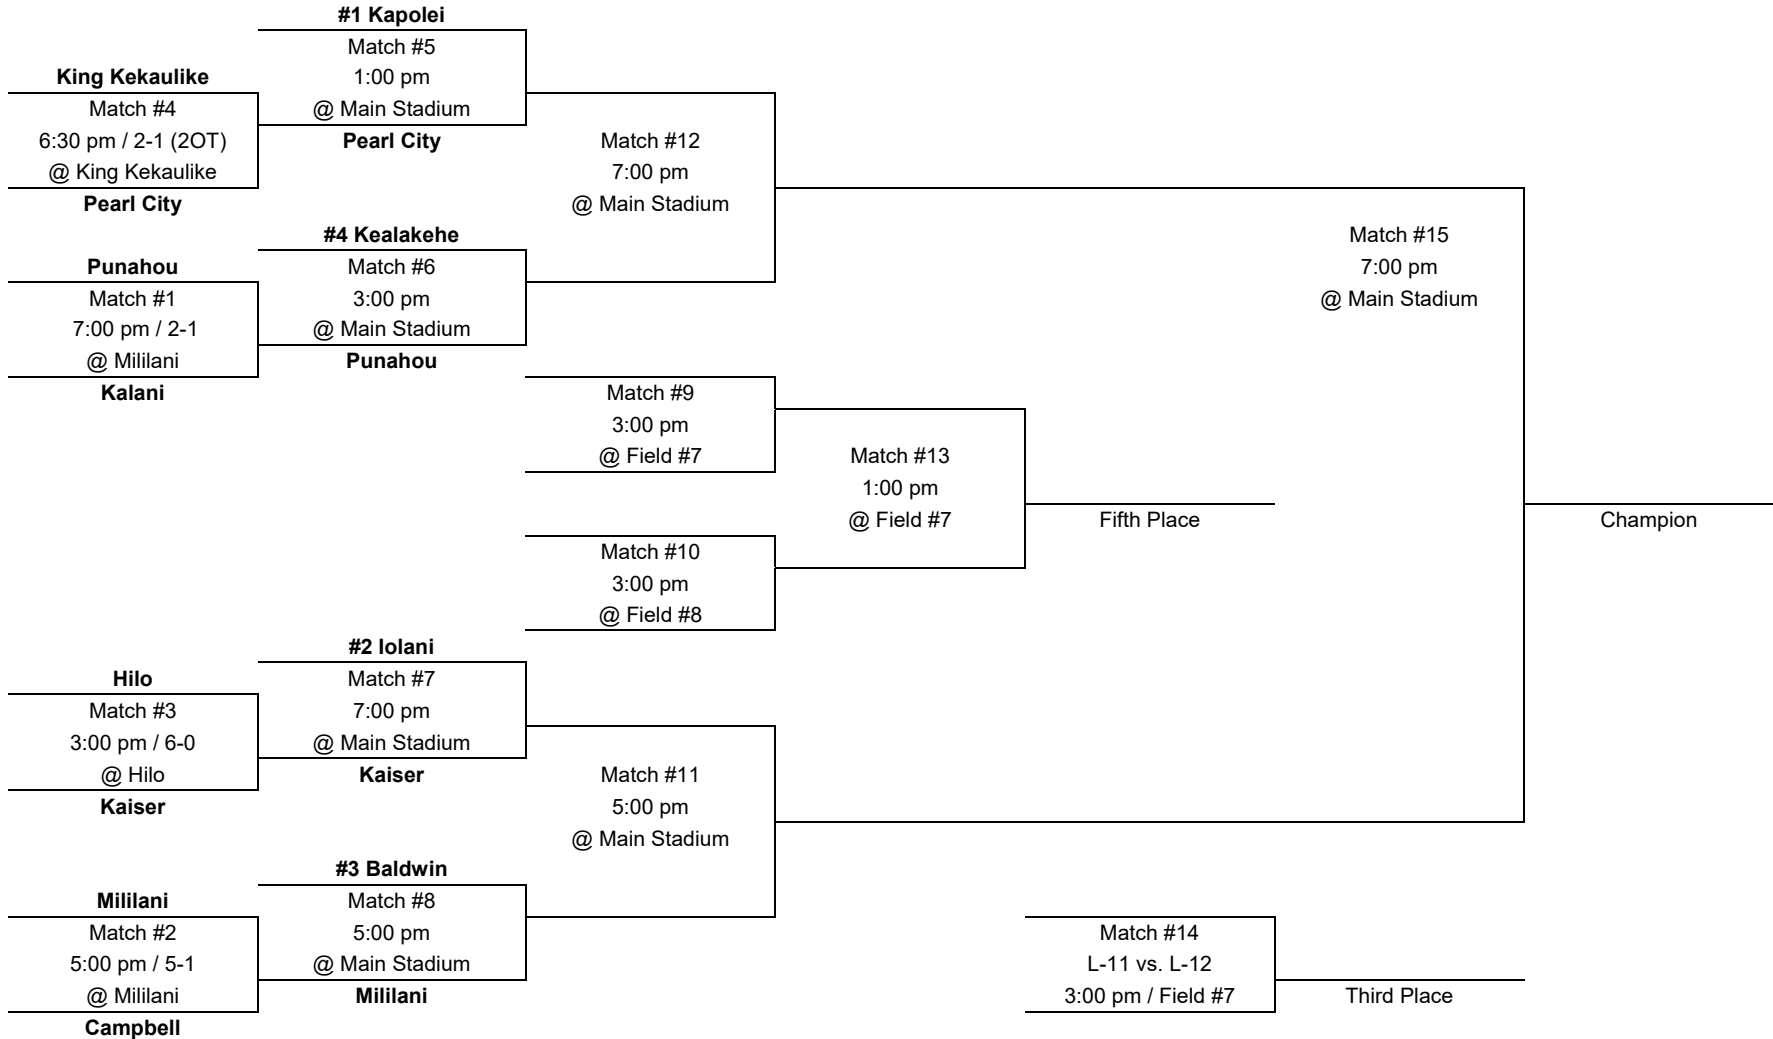 #1 Kapolei
Match #5
1:00 pm
@ Main Stadium
Pearl City
King Kekaulike
Match #4
6:30 pm / 2-1 (2OT)
@ King Kekaulike
Pearl City
Match #12
7:00 pm
@ Main Stadium
#4 Kealakehe
Match #6
3:00 pm
@ Main Stadium
Punahou
Punahou
Match #1
7:00 pm / 2-1
@ Mililani
Kalani
Match #15
7:00 pm
@ Main Stadium
Match #9
3:00 pm
@ Field #7
Match #13
1:00 pm
@ Field #7
Fifth Place
Champion
Match #10
3:00 pm
@ Field #8
#2 Iolani
Match #7
7:00 pm
@ Main Stadium
Kaiser
Hilo
Match #3
3:00 pm / 6-0
@ Hilo
Kaiser
Match #11
5:00 pm
@ Main Stadium
#3 Baldwin
Match #8
5:00 pm
@ Main Stadium
Mililani
Mililani
Match #2
5:00 pm / 5-1
@ Mililani
Campbell
Match #14
L-11 vs. L-12
3:00 pm / Field #7
Third Place